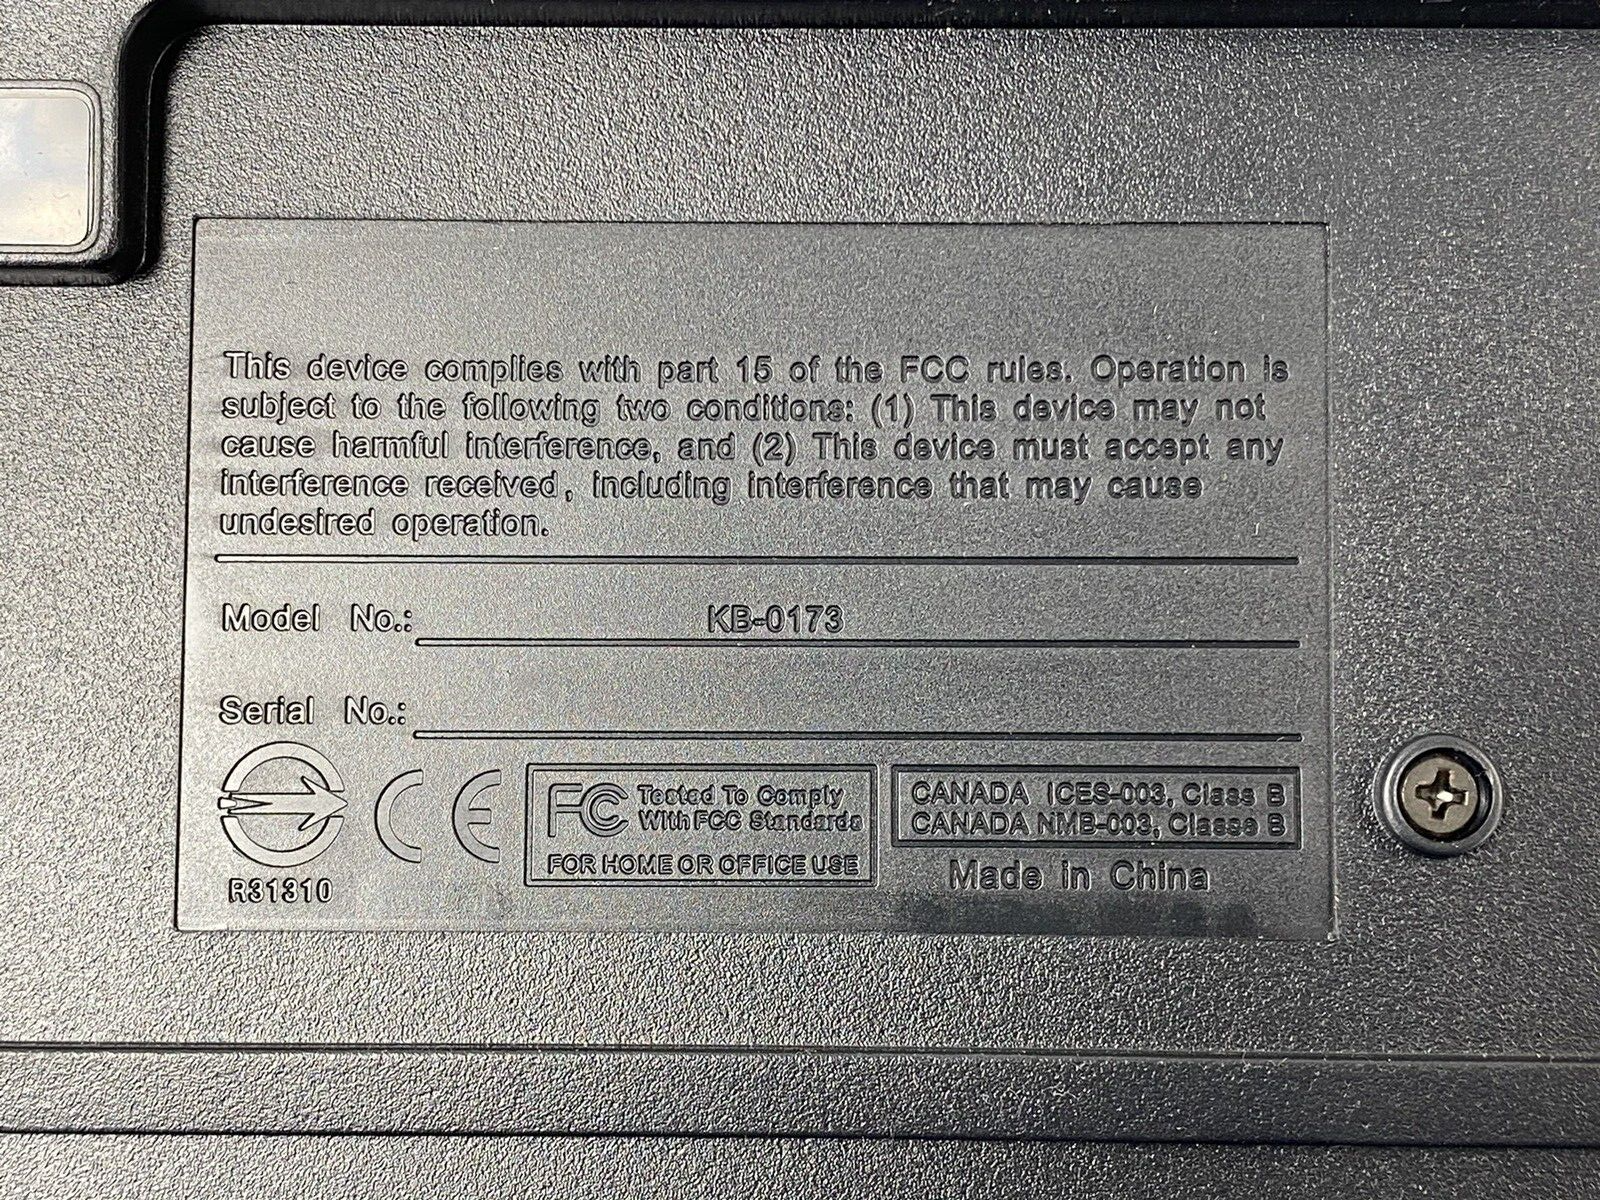 This device complies with part 15 of the FCC rules. Operation is
subject to the following two conditions: (1) This device may not
cause harmful interference, and (2) This device must accept any
interference received, including interference that may cause
undesired operation.
Model No.: KB-0173
Serial No.:
R31310
CE
FC Tested To Comply
With FCC Standards
FOR HOME OR OFFICE USE
CANADA ICES-003, Class B
CANADA NMB-003, Classe B
Made in China